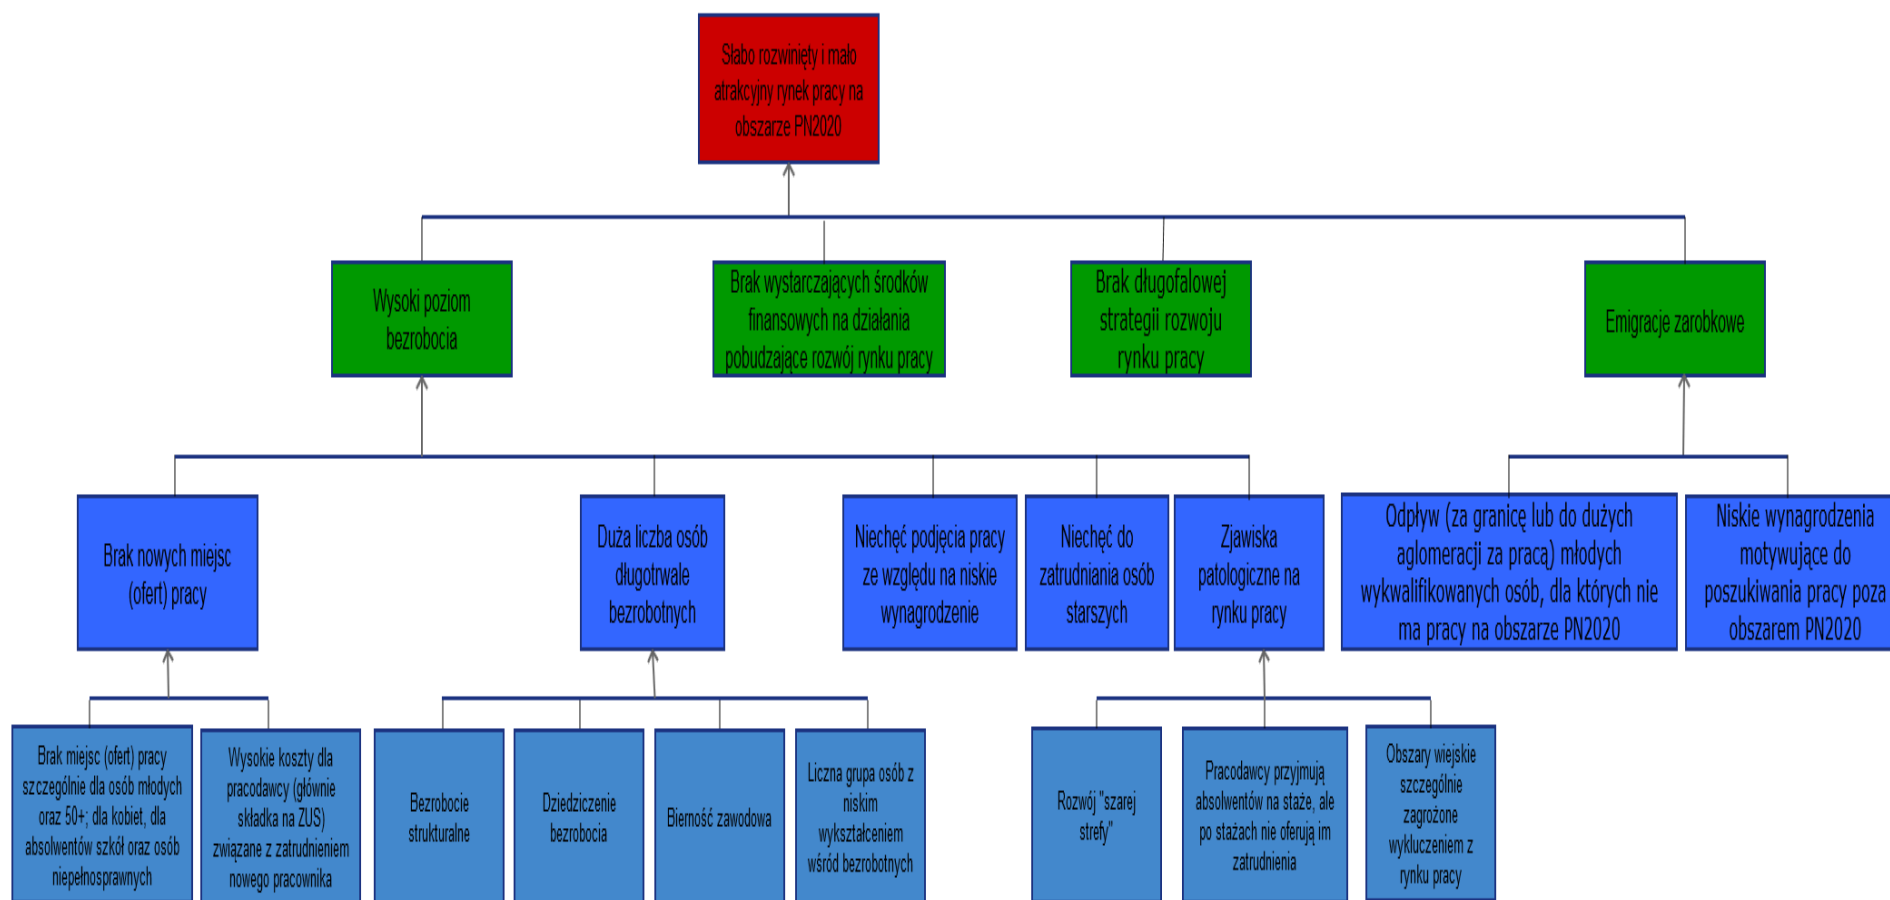 Słabo rozwinięty i mało
atrakcyjny rynek pracy na
obszarze PN2020
Wysoki poziom
bezrobocia
Brak wystarczających środków
finansowych na działania
pobudzające rozwój rynku pracy
Brak długofalowej
strategii rozwoju
rynku pracy
Emigracje zarobkowe
Brak nowych miejsc
(ofert) pracy
Duża liczba osób
długotrwale
bezrobotnych
Niechęć podjęcia pracy
ze względu na niskie
wynagrodzenie
Niechęć do
zatrudniania osób
starszych
Zjawiska
patologiczne na
rynku pracy
Odpływ (za granicę lub do dużych
aglomeracji za pracą) młodych
wykwalifikowanych osób, dla których nie
ma pracy na obszarze PN2020
Niskie wynagrodzenia
motywujące do
poszukiwania pracy poza
obszarem PN2020
Brak miejsc (ofert) pracy
szczególnie dla osób młodych
oraz 50+; dla kobiet, dla
absolwentów szkół oraz osób
niepełnosprawnych
Wysokie koszty dla
pracodawcy (głównie
składka na ZUS)
związane z zatrudnieniem
nowego pracownika
Bezrobocie
strukturalne
Dziedziczenie
bezrobocia
Bierność zawodowa
Liczna grupa osób z
niskim
wykształceniem
wśród bezrobotnych
Rozwój "szarej
strefy"
Pracodawcy przyjmują
absolwentów na staże, ale
po stażach nie oferują im
zatrudnienia
Obszary wiejskie
szczególnie
zagrożone
wykluczeniem z
rynku pracy